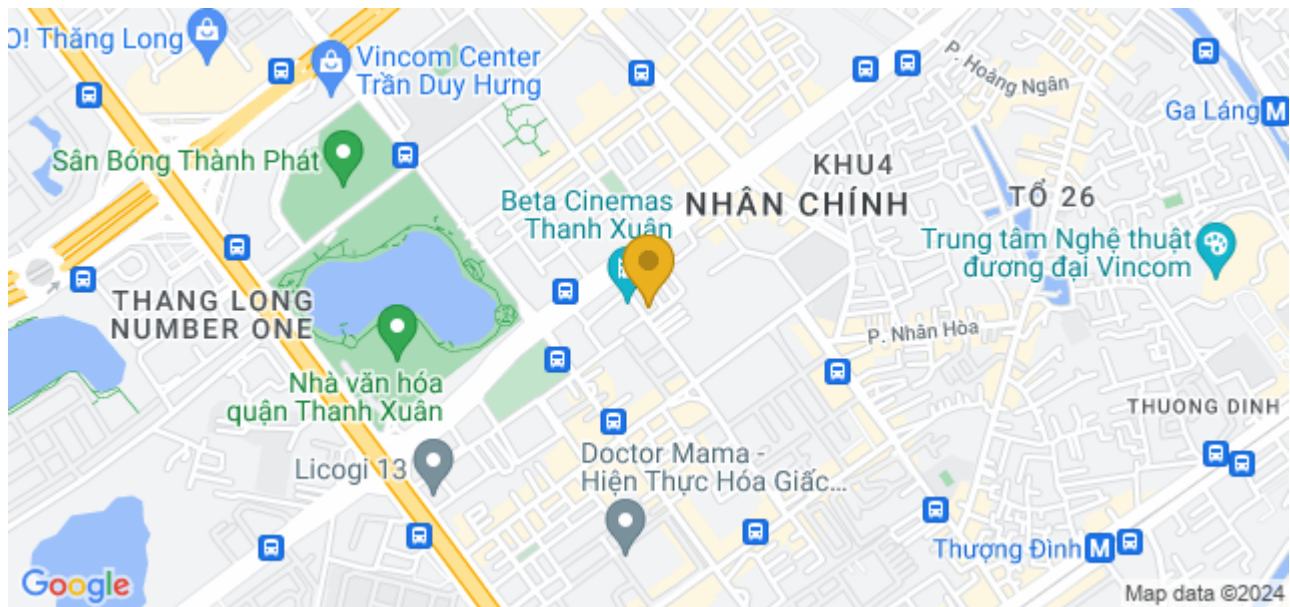 O! Thăng Long
Vincom Center
Trần Duy Hưng
P. Hoàng Ngân
Ga Láng
M
Sân Bóng Thành Phát
KHU4
TỔ 26
Beta Cinemas
Thanh Xuân
NHÂN CHÍNH
Trung tâm Nghệ thuật
đương đại Vincom
THANG LONG
NUMBER ONE
P. Nhân Hòa
Nhà văn hóa
quận Thanh Xuân
THUONG DINH
Licogi 13
Doctor Mama -
Hiện Thực Hóa Giấc...
Thượng Đình
M
Google
Map data ©2024